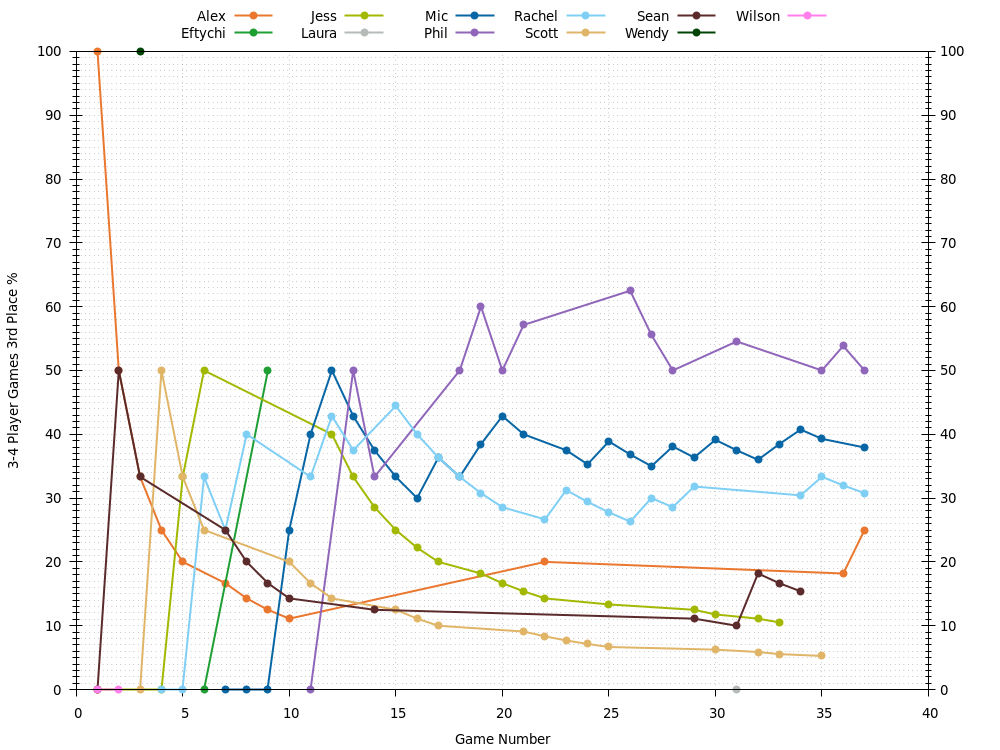 Alex Jess Mic Rachel Sean Wilson
Eftychi Laura Phil Scott Wendy
100 100
90 90
80 80
70 70
60 60
50 50
40 40
30 30
20 20
10 10
0 0
3-4 Player Games 3rd Place %
0 5 10 15 20 25 30 35 40
Game Number